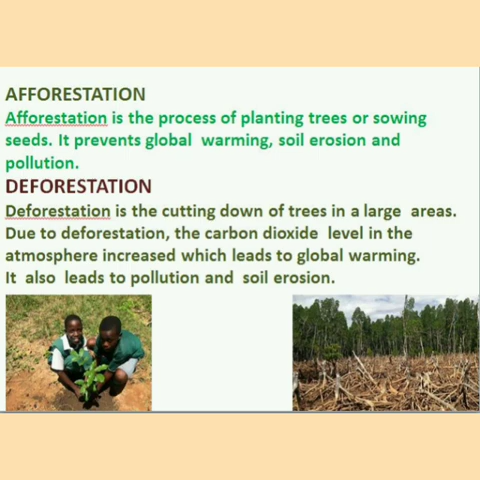 AFFORESTATION
Afforestation is the process of planting trees or sowing
seeds. It prevents global warming, soil erosion and
pollution.
DEFORESTATION
Deforestation is the cutting down of trees in a large areas.
Due to deforestation, the carbon dioxide level in the
atmosphere increased which leads to global warming.
It also leads to pollution and soil erosion.